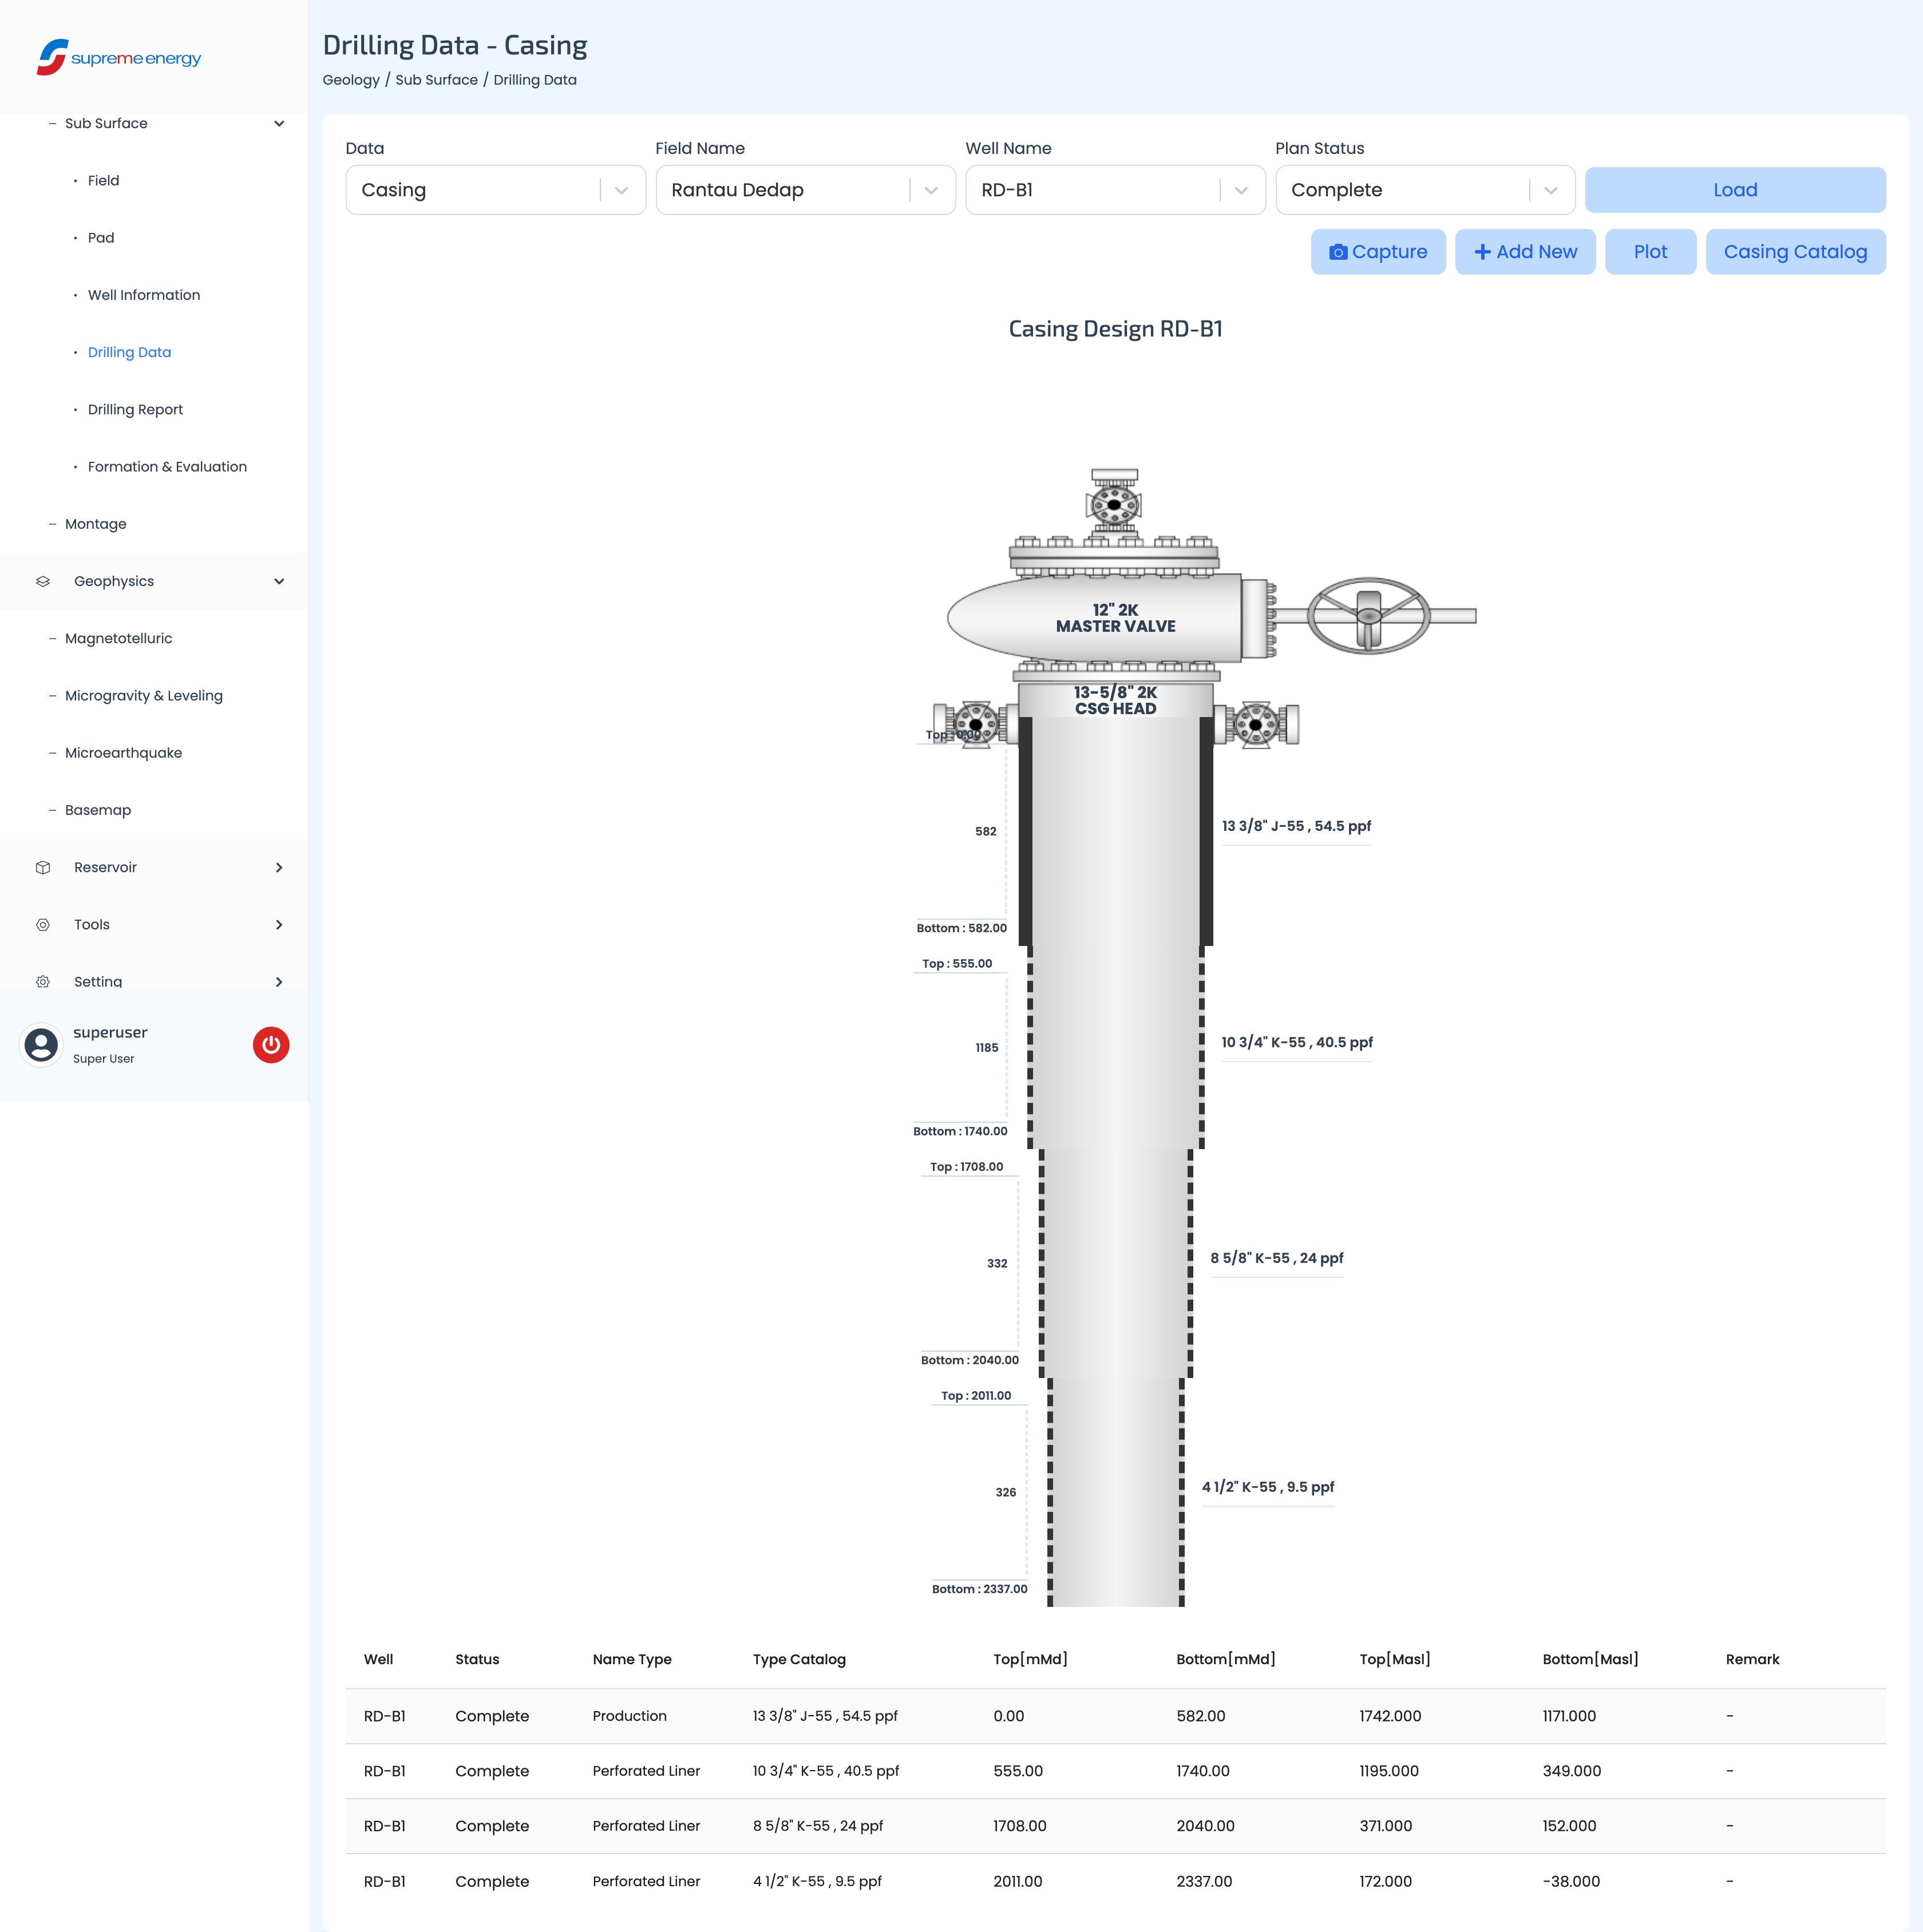 supreme energy
Sub Surface
Field
Pad
Well Information
Drilling Data
Drilling Report
Formation & Evaluation
Montage
Geophysics
Magnetotelluric
Microgravity & Leveling
Microearthquake
Basemap
Reservoir
Tools
Setting
superuser
Super User
Drilling Data - Casing
Geology / Sub Surface / Drilling Data
Data Field Name Well Name Plan Status
Casing Rantau Dedap RD-B1 Complete Load
Capture + Add New Plot Casing Catalog
Casing Design RD-B1
12" 2K
MASTER VALVE
13-5/8" 2K
CSG HEAD
Top : 0.00
582 13 3/8" J-55 , 54.5 ppf
Bottom : 582.00
Top : 555.00
1185 10 3/4" K-55 , 40.5 ppf
Bottom : 1740.00
Top : 1708.00
332 8 5/8" K-55 , 24 ppf
Bottom : 2040.00
Top : 2011.00
326 4 1/2" K-55 , 9.5 ppf
Bottom : 2337.00
Well Status Name Type Type Catalog Top[mMd] Bottom[mMd] Top[Masl] Bottom[Masl] Remark
RD-B1 Complete Production 13 3/8" J-55 , 54.5 ppf 0.00 582.00 1742.000 1171.000 -
RD-B1 Complete Perforated Liner 10 3/4" K-55 , 40.5 ppf 555.00 1740.00 1195.000 349.000 -
RD-B1 Complete Perforated Liner 8 5/8" K-55 , 24 ppf 1708.00 2040.00 371.000 152.000 -
RD-B1 Complete Perforated Liner 4 1/2" K-55 , 9.5 ppf 2011.00 2337.00 172.000 -38.000 -